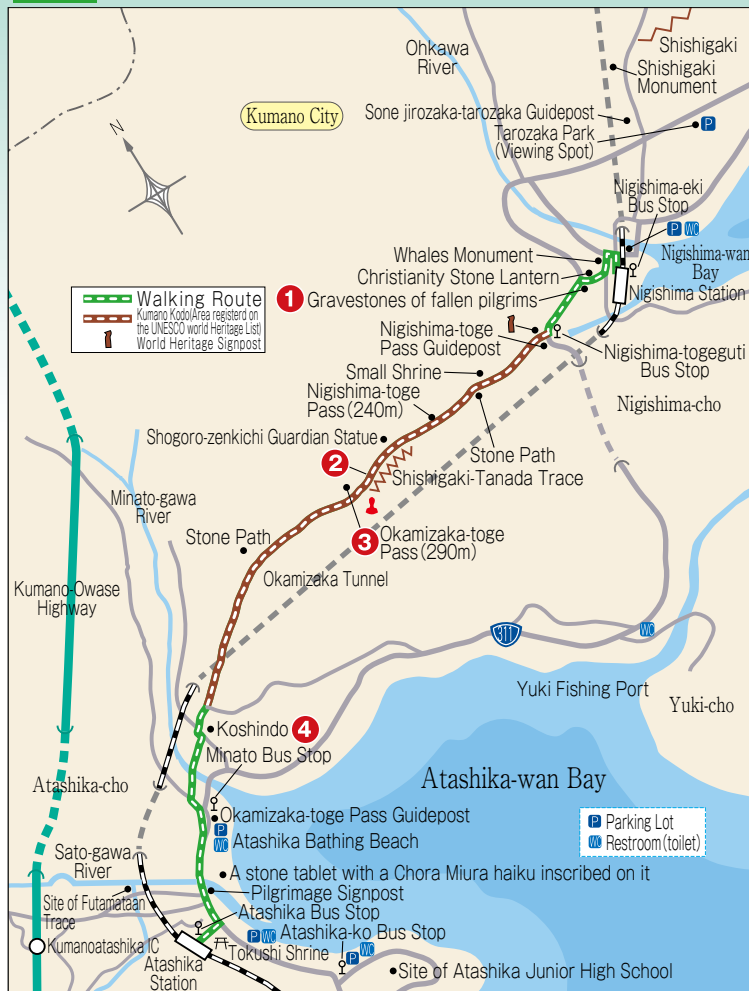 Ohkawa
River
Shishigaki
Shishigaki
Monument
Kumano City
Sone jirozaka-tarozaka Guidepost
Tarozaka Park
(Viewing Spot)
P
N
Nigishima-eki
Bus Stop
P WC
Whales Monument
Nigishima-wan
Bay
Christianity Stone Lantern
1 Gravestones of fallen pilgrims
Nigishima Station
Walking Route
Kumano Kodo(Area registerd on
the UNESCO world Heritage List)
World Heritage Signpost
Nigishima-toge
Pass Guidepost
Nigishima-togeguti
Bus Stop
Small Shrine
Nigishima-toge
Pass(240m)
Nigishima-cho
Shogoro-zenkichi Guardian Statue
Stone Path
2
Shishigaki-Tanada Trace
Minato-gawa
River
3 Okamizaka-toge
Pass(290m)
Stone Path
Okamizaka Tunnel
Kumano-Owase
Highway
311
WC
Yuki Fishing Port
Yuki-cho
Koshindo 4
Minato Bus Stop
Atashika-cho
Atashika-wan Bay
Okamizaka-toge Pass Guidepost
P
WC Atashika Bathing Beach
P Parking Lot
WC Restroom(toilet)
Sato-gawa
River
A stone tablet with a Chora Miura haiku inscribed on it
Pilgrimage Signpost
Site of Futamataan
Trace
Atashika Bus Stop
P WC Atashika-ko Bus Stop
Kumanoatashika IC
Tokushi Shrine
P WC
Atashika
Station
Site of Atashika Junior High School